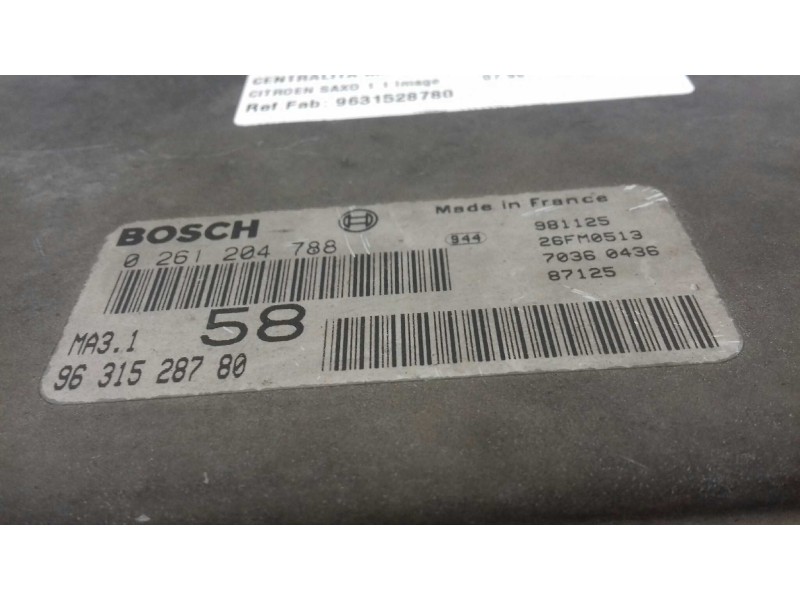 CENTRALITA
CITROEN SAXO 1.1 Image
Ref Fab: 9631528780
BOSCH
Made in France
0 261 204 788
944
981125
26FM0513
7036 0436
87125
58
MA3.1
96 315 287 80